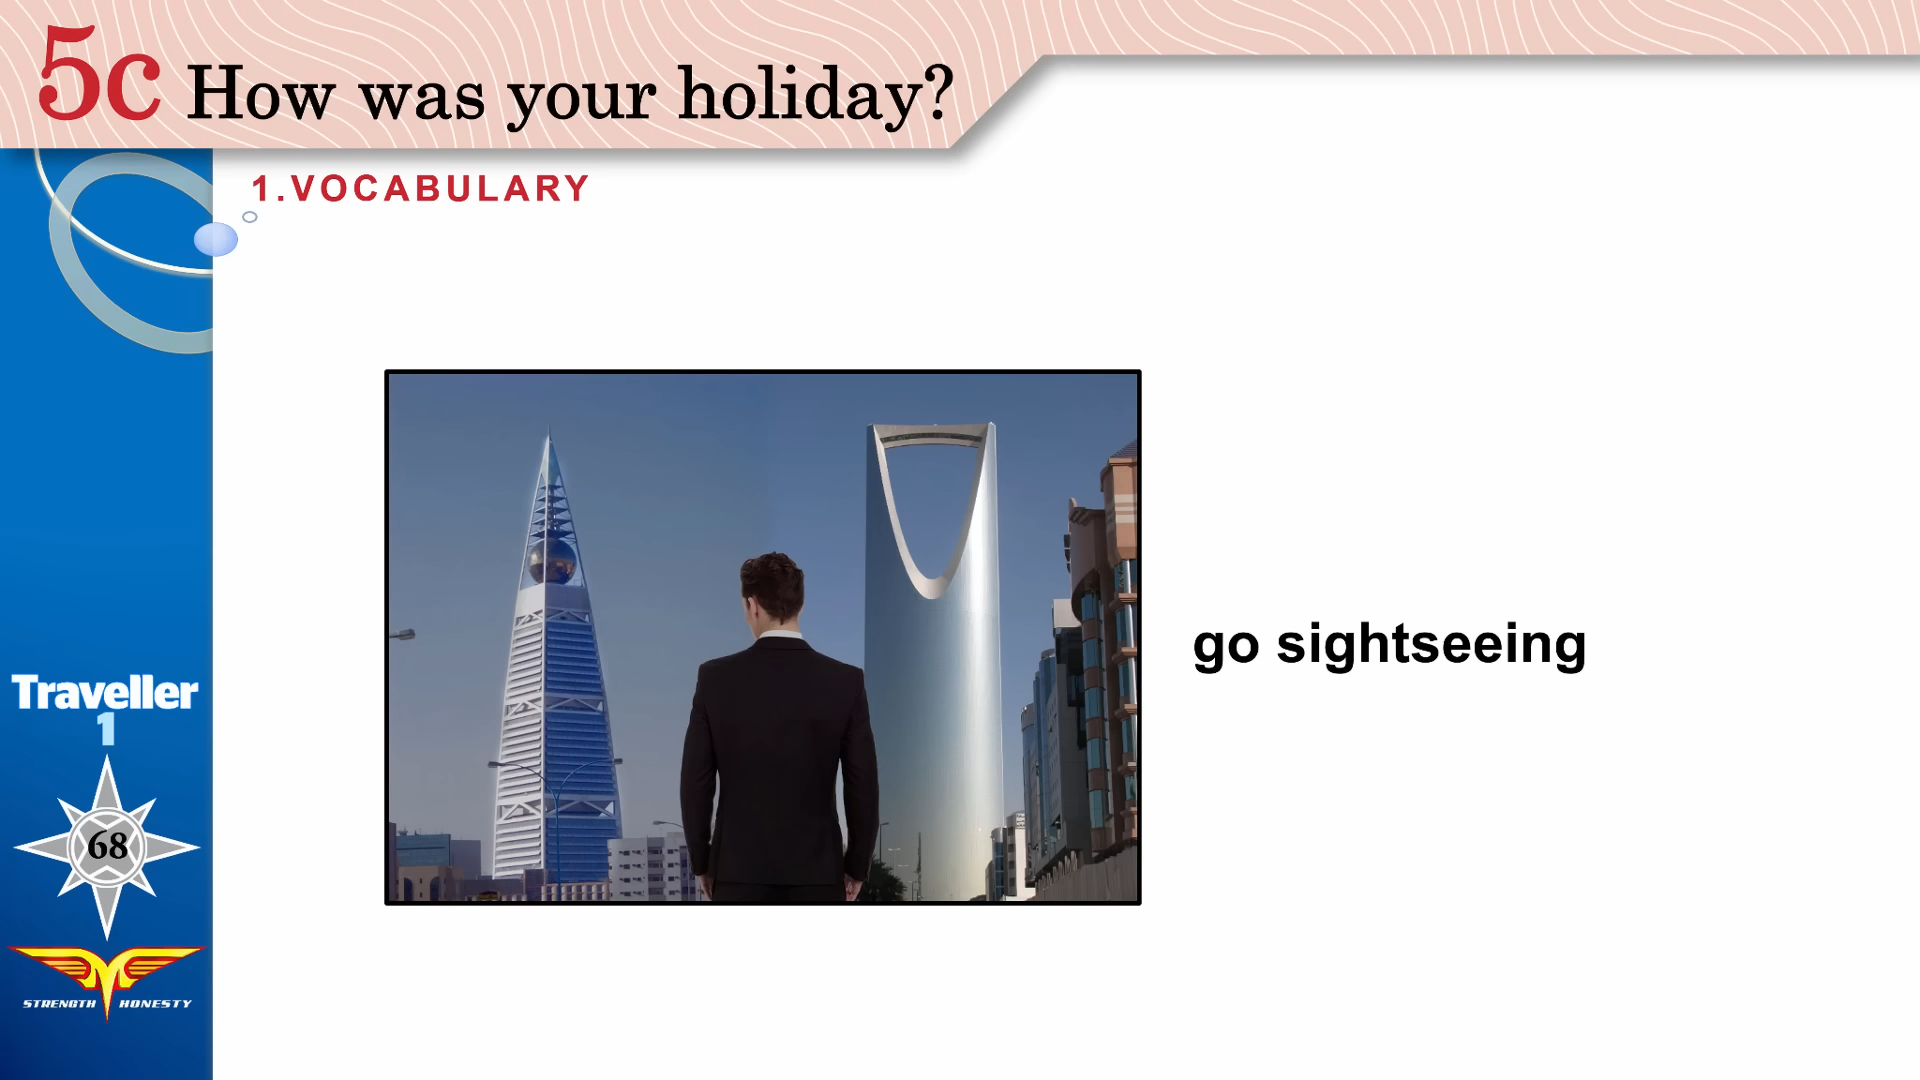 5c How was your holiday?
1.VOCABULARY
go sightseeing
Traveller
1
68
STRENGTH HONESTY